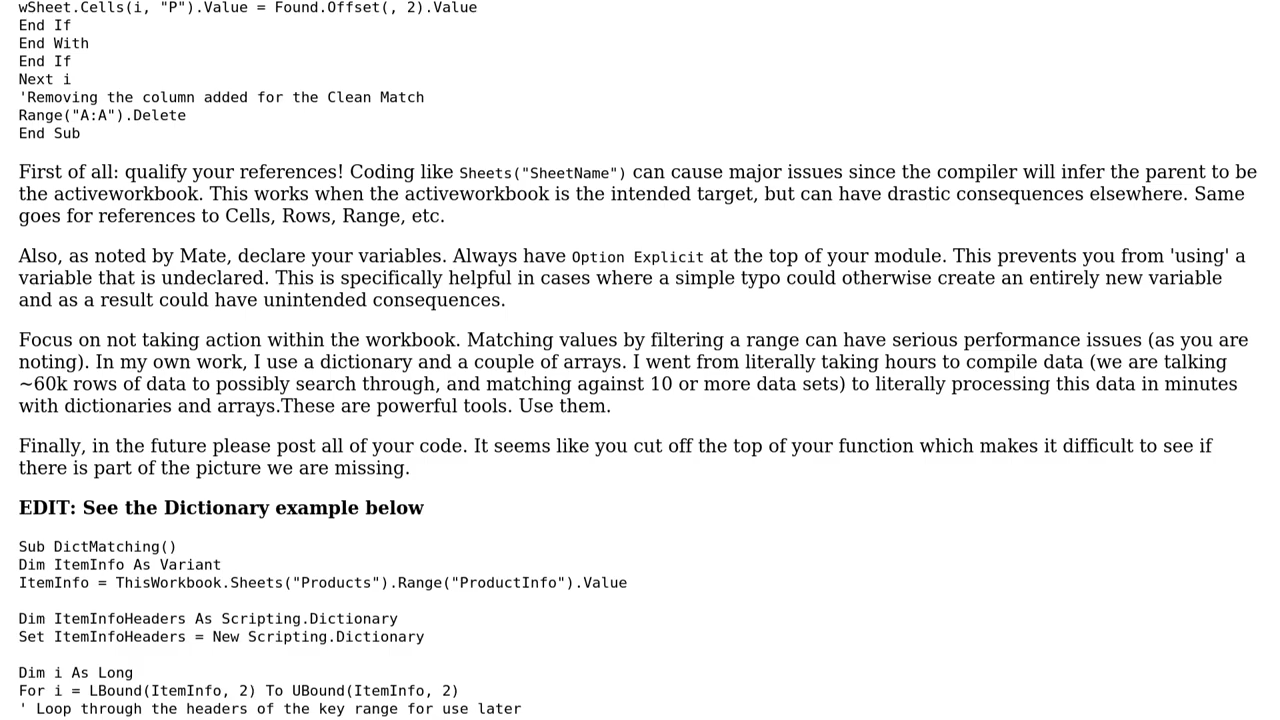 wSheet.Cells(i, "P").Value = Found.Offset(, 2).Value
End If
End With
End If
Next i
'Removing the column added for the Clean Match
Range("A:A").Delete
End Sub
First of all: qualify your references! Coding like Sheets("SheetName") can cause major issues since the compiler will infer the parent to be
the activeworkbook. This works when the activeworkbook is the intended target, but can have drastic consequences elsewhere. Same
goes for references to Cells, Rows, Range, etc.
Also, as noted by Mate, declare your variables. Always have Option Explicit at the top of your module. This prevents you from 'using' a
variable that is undeclared. This is specifically helpful in cases where a simple typo could otherwise create an entirely new variable
and as a result could have unintended consequences.
Focus on not taking action within the workbook. Matching values by filtering a range can have serious performance issues (as you are
noting). In my own work, I use a dictionary and a couple of arrays. I went from literally taking hours to compile data (we are talking
~60k rows of data to possibly search through, and matching against 10 or more data sets) to literally processing this data in minutes
with dictionaries and arrays.These are powerful tools. Use them.
Finally, in the future please post all of your code. It seems like you cut off the top of your function which makes it difficult to see if
there is part of the picture we are missing.
EDIT: See the Dictionary example below
Sub DictMatching()
Dim ItemInfo As Variant
ItemInfo = ThisWorkbook.Sheets("Products").Range("ProductInfo").Value
Dim ItemInfoHeaders As Scripting.Dictionary
Set ItemInfoHeaders = New Scripting.Dictionary
Dim i As Long
For i = LBound(ItemInfo, 2) To UBound(ItemInfo, 2)
' Loop through the headers of the key range for use later